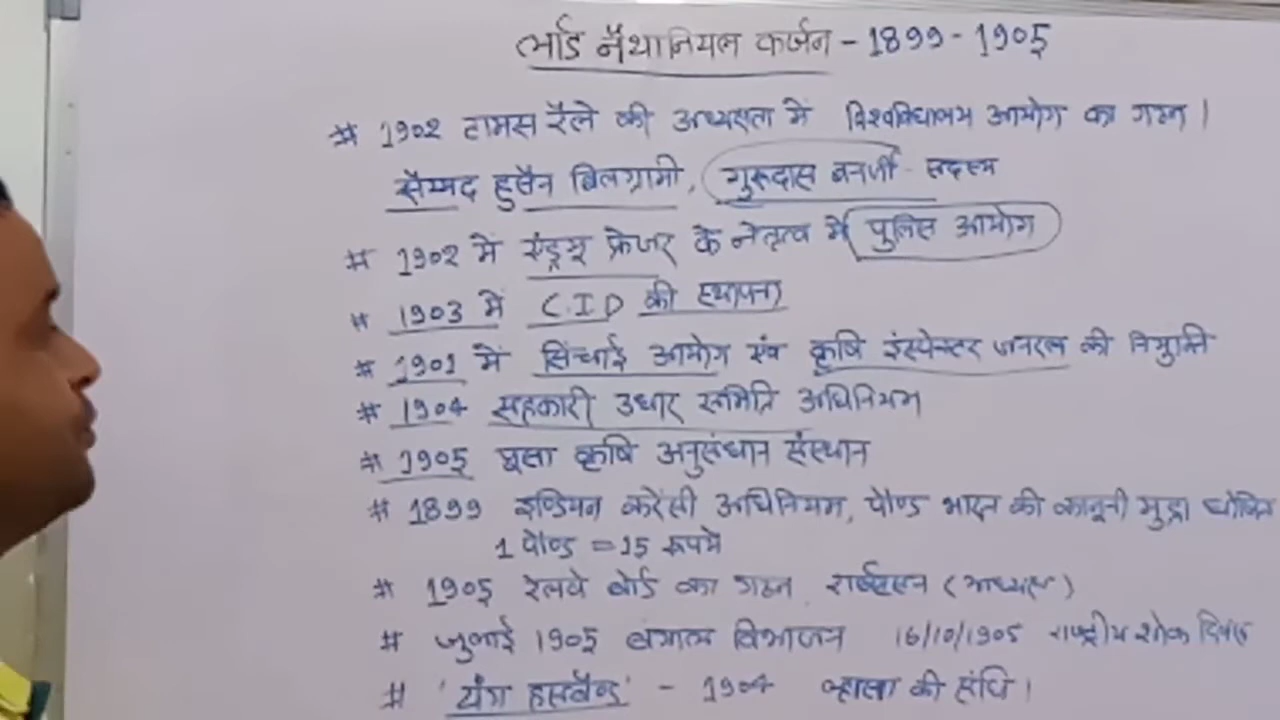 लार्ड नैथानियल कर्जन - 1899 - 1905
# 1902 टामस रैले की अध्यक्षता में विश्वविद्यालय आयोग का गठन।
सैय्यद हुसैन बिलग्रामी, गुरूदास बनर्जी - सदस्य
# 1902 में एंड्रयू फ्रेजर के नेतृत्व में पुलिस आयोग
# 1903 में C.I.D की स्थापना
# 1901 में सिंचाई आयोग एंव कृषि इंस्पेक्टर जनरल की नियुक्ति
# 1904 सहकारी उधार समिति अधिनियम
# 1905 पूसा कृषि अनुसंधान संस्थान
# 1899 इण्डियन करेंसी अधिनियम, पौण्ड भारत की कानूनी मुद्रा घोषित
1 पौण्ड = 15 रूपये
# 1905 रेलवे बोर्ड का गठन (अध्यक्ष)
# जुलाई 1905 बंगाल विभाजन 16/10/1905 राष्ट्रीय शोक दिवस
# 'यंग हसबैण्ड' - 1904 ल्हासा की संधि।